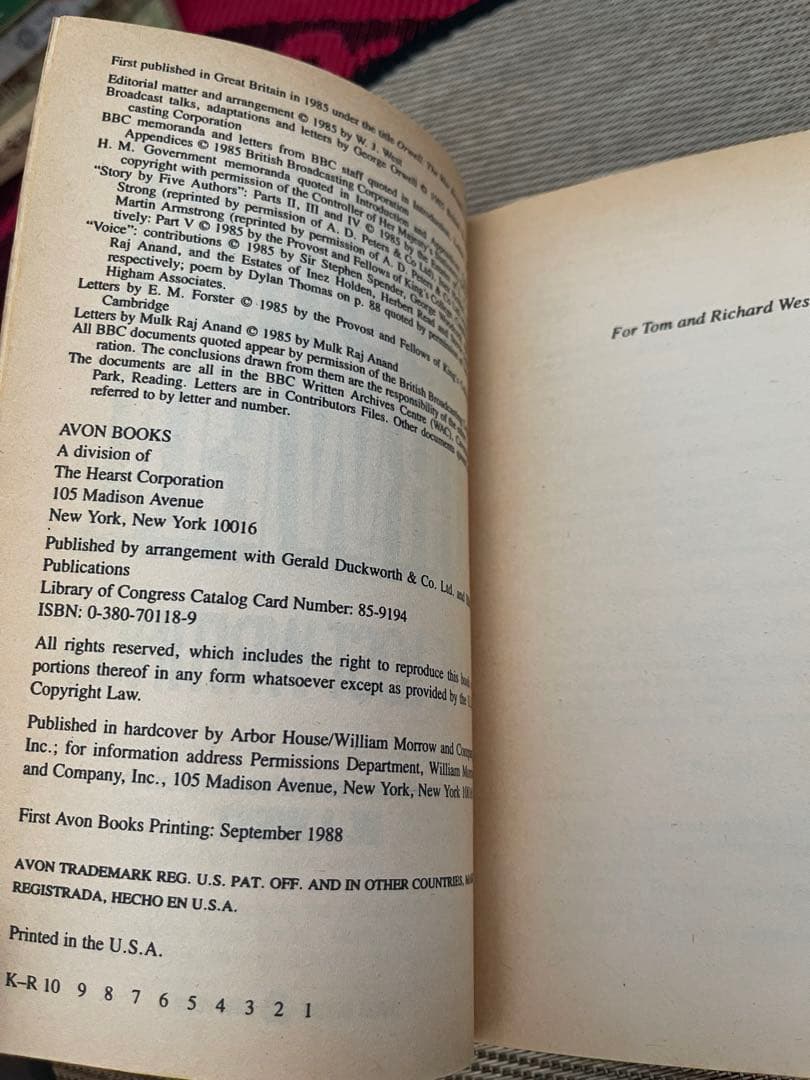 First published in Great Britain in 1985 under the title Orwell: The War
Editorial matter and arrangement © 1985 by W. J. West
Broadcast talks, adaptations and letters by George Orwell © 1985
casting Corporation
BBC memoranda and letters from BBC staff quoted in Introduction
Appendices © 1985 British Broadcasting Corporation
H. M. Government memoranda quoted in Introduction and Appendices
copyright with permission of the Controller of Her Majesty's
"Story by Five Authors": Parts II, III and IV © 1985 by the Estates of
Strong (reprinted by permission of A. D. Peters & Co Ltd)
Martin Armstrong (reprinted by permission of A. D. Peters & Co
tively: Part V © 1985 by the Provost and Fellows of King's College
"Voice": contributions © 1985 by Sir Stephen Spender, George
Raj Anand, and the Estates of Inez Holden, Herbert Read and
respectively; poem by Dylan Thomas on p. 88 quoted by permission
Higham Associates.
Letters by E. M. Forster © 1985 by the Provost and Fellows of King's
Cambridge
Letters by Mulk Raj Anand © 1985 by Mulk Raj Anand
All BBC documents quoted appear by permission of the British Broadcasting
ration. The conclusions drawn from them are the responsibility of the
The documents are all in the BBC Written Archives Centre (WAC),
Park, Reading. Letters are in Contributors Files. Other documents
referred to by letter and number.
AVON BOOKS
A division of
The Hearst Corporation
105 Madison Avenue
New York, New York 10016
Published by arrangement with Gerald Duckworth & Co. Ltd. and
Publications
Library of Congress Catalog Card Number: 85-9194
ISBN: 0-380-70118-9
All rights reserved, which includes the right to reproduce this
portions thereof in any form whatsoever except as provided by the
Copyright Law.
Published in hardcover by Arbor House/William Morrow and
Inc.; for information address Permissions Department, William
and Company, Inc., 105 Madison Avenue, New York, New York
First Avon Books Printing: September 1988
AVON TRADEMARK REG. U.S. PAT. OFF. AND IN OTHER COUNTRIES,
REGISTRADA, HECHO EN U.S.A.
Printed in the U.S.A.
K–R 10 9 8 7 6 5 4 3 2 1
For Tom and Richard Wes